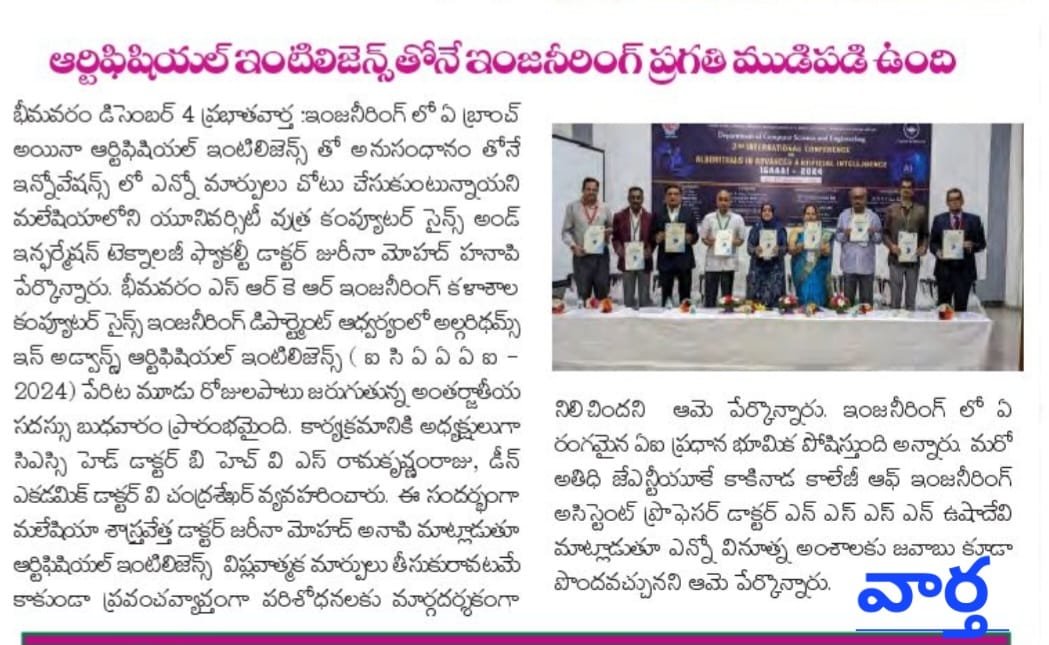 ఆర్టిఫిషియల్ ఇంటిలిజెన్స్‌తోనే ఇంజనీరింగ్ ప్రగతి ముడిపడి ఉంది
భీమవరం డిసెంబర్ 4 ప్రభాతవార్త :ఇంజనీరింగ్ లో ఏ బ్రాంచ్
అయినా ఆర్టిఫిషియల్ ఇంటిలిజెన్స్ తో అనుసంధానం తోనే
ఇన్నోవేషన్స్ లో ఎన్నో మార్పులు చోటు చేసుకుంటున్నాయని
మలేషియాలోని యూనివర్సిటీ పుత్ర కంప్యూటర్ సైన్స్ అండ్
ఇన్ఫర్మేషన్ టెక్నాలజీ ఫ్యాకల్టీ డాక్టర్ జురీనా మోహద్ హనాపి
పేర్కొన్నారు. భీమవరం ఎస్ ఆర్ కె ఆర్ ఇంజనీరింగ్ కళాశాల
కంప్యూటర్ సైన్స్ ఇంజనీరింగ్ డిపార్ట్మెంట్ ఆధ్వర్యంలో అల్గరిథమ్స్
ఇన్ అడ్వాన్స్డ్ ఆర్టిఫిషియల్ ఇంటిలిజెన్స్ ( ఐ సి ఏ ఏ ఏ ఐ -
2024) పేరిట మూడు రోజులపాటు జరుగుతున్న అంతర్జాతీయ
సదస్సు బుధవారం ప్రారంభమైంది. కార్యక్రమానికి అధ్యక్షులుగా
సిఎస్సి హెడ్ డాక్టర్ బి హెచ్ వి ఎస్ రామకృష్ణంరాజు, డీన్
ఎకడమిక్ డాక్టర్ వి చంద్రశేఖర్ వ్యవహరించారు. ఈ సందర్భంగా
మలేషియా శాస్త్రవేత్త డాక్టర్ జరీనా మోహద్ అనాపి మాట్లాడుతూ
ఆర్టిఫిషియల్ ఇంటిలిజెన్స్ విప్లవాత్మక మార్పులు తీసుకురావటమే
కాకుండా ప్రపంచవ్యాప్తంగా పరిశోధనలకు మార్గదర్శకంగా
Department of Computer Science and Engineering
2ND INTERNATIONAL CONFERENCE
ON
ALGORITHMS IN ADVANCED ARTIFICIAL INTELLIGENCE
ICAAAI - 2024
నిలిచిందని ఆమె పేర్కొన్నారు. ఇంజనీరింగ్ లో ఏ
రంగమైన ఏఐ ప్రధాన భూమిక పోషిస్తుంది అన్నారు. మరో
అతిధి జేఎన్టీయూకే కాకినాడ కాలేజీ ఆఫ్ ఇంజనీరింగ్
అసిస్టెంట్ ప్రొఫెసర్ డాక్టర్ ఎన్ ఎస్ ఎస్ ఎన్ ఉషాదేవి
మాట్లాడుతూ ఎన్నో వినూత్న అంశాలకు జవాబు కూడా
పొందవచ్చునని ఆమె పేర్కొన్నారు.
వార్త